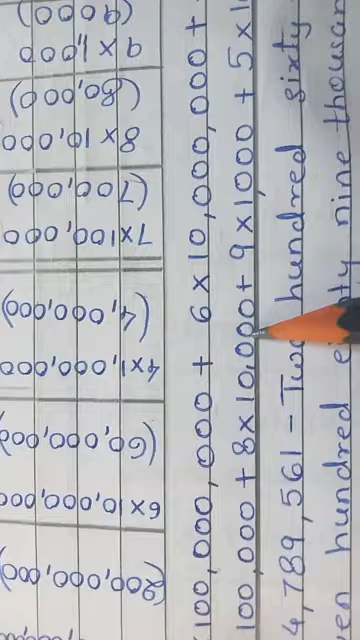 (200,000,000)
6x10,000,000
(60,000,000)
4x1,000,000
(4,000,000)
7x100,000
(700,000)
8x10,000
(80,000)
9x1,000
(9,000)
100,000,000 + 6x10,000,000 +
100,000 + 8x10,000 + 9x1,000 + 5x1
4,789,561 - Two hundred sixty
hundred nine